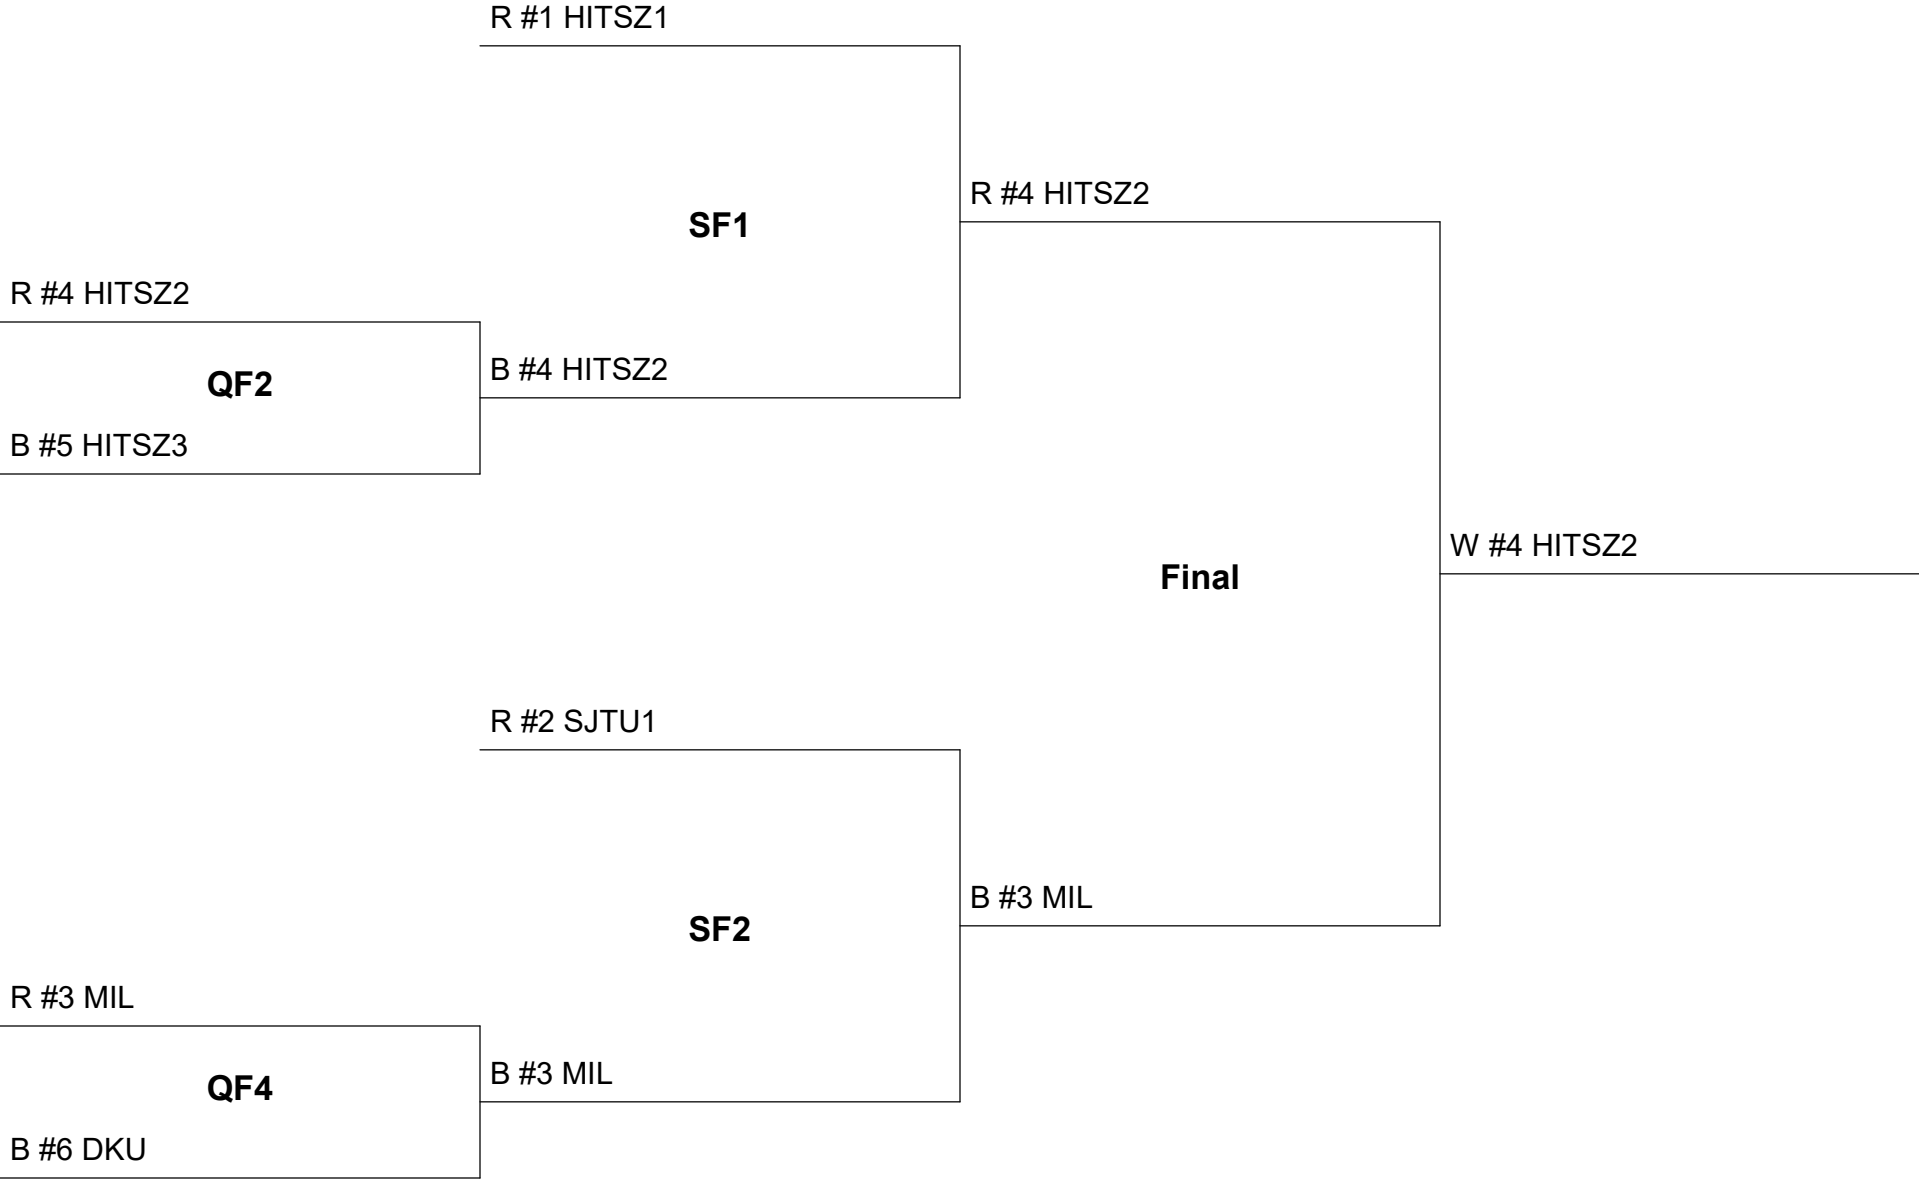 R #1 HITSZ1
SF1
R #4 HITSZ2
R #4 HITSZ2
QF2
B #4 HITSZ2
B #5 HITSZ3
W #4 HITSZ2
Final
R #2 SJTU1
SF2
B #3 MIL
R #3 MIL
QF4
B #3 MIL
B #6 DKU